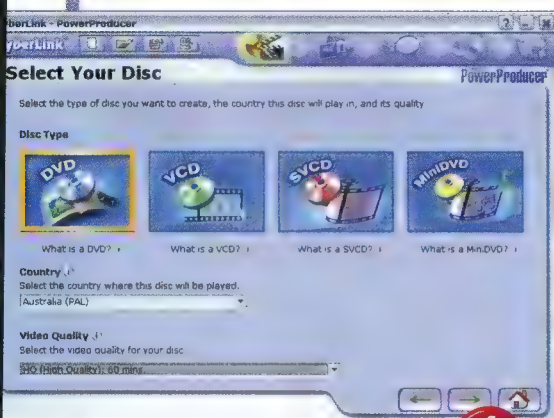 berLink - PowerProducer
yberLink
Select Your Disc
PowerProducer
Select the type of disc you want to create, the country this disc will play in, and its quality
Disc Type
DVD
VCD
SVCD
MiniDVD
What is a DVD?
What is a VCD?
What is a SVCD?
What is a MiniDVD?
Country
Select the country where this disc will be played.
Australia (PAL)
Video Quality
Select the video quality for your disc
HQ (High Quality): 60 mins.